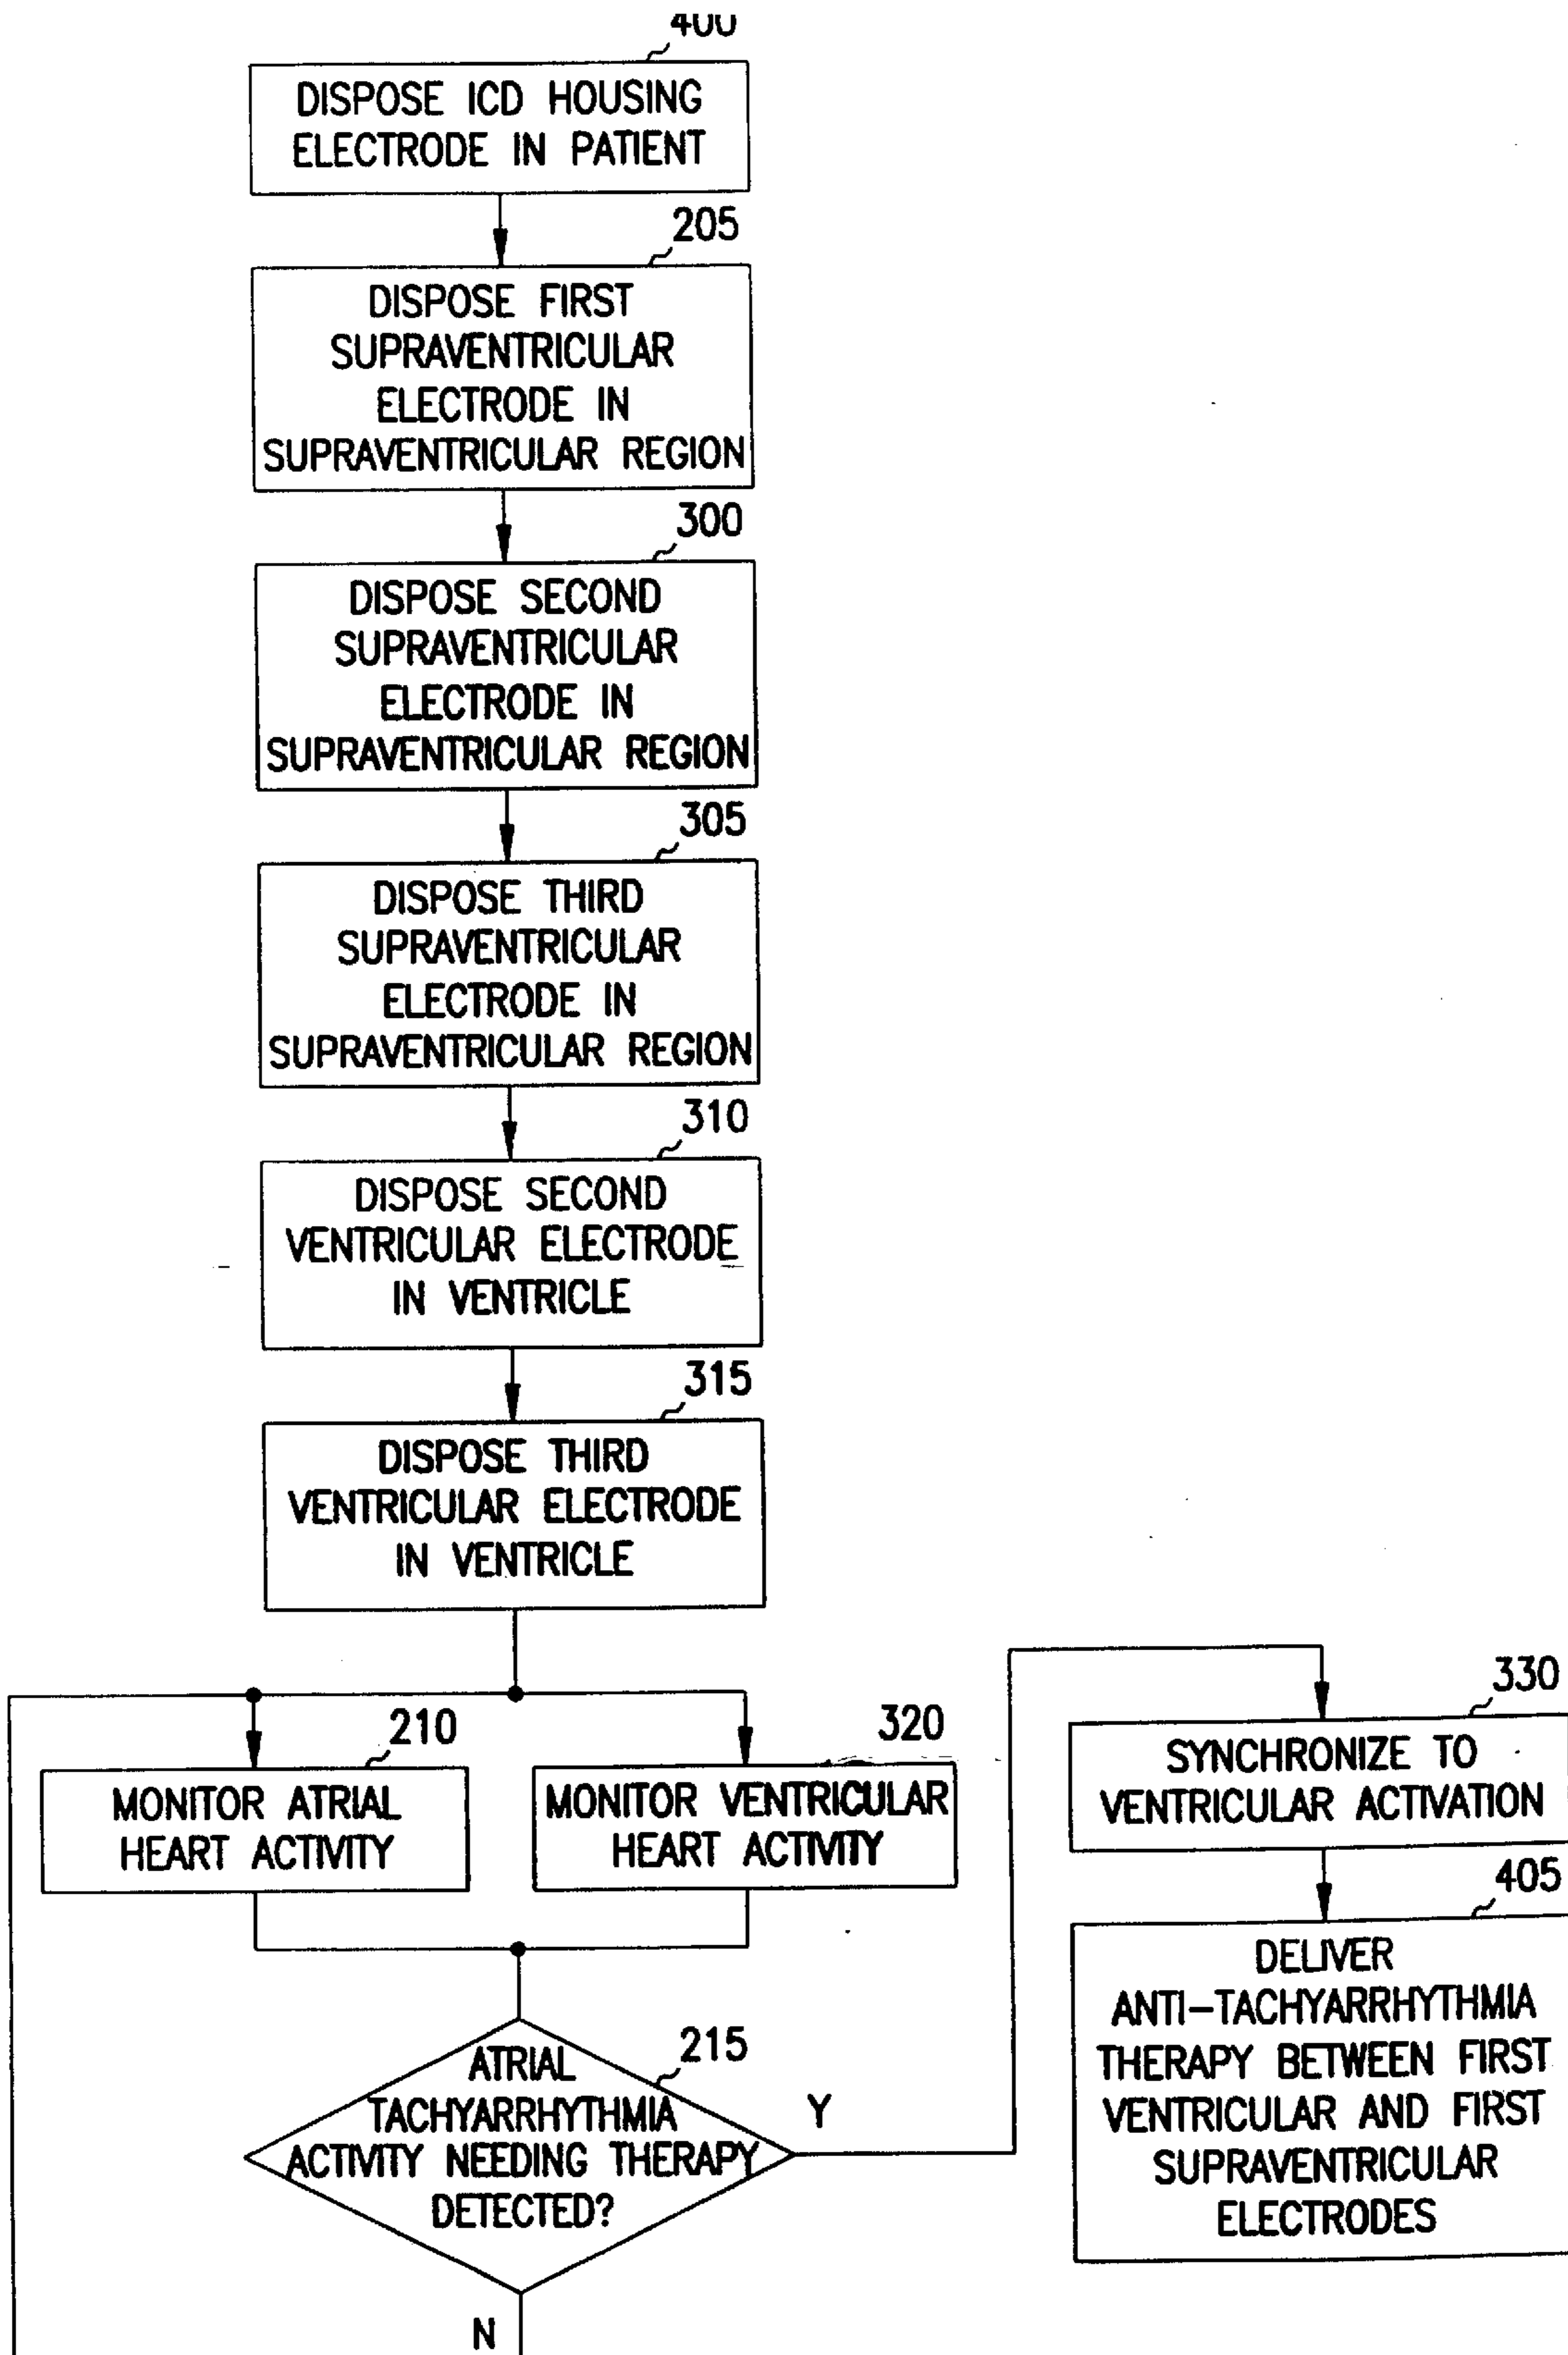 400
DISPOSE ICD HOUSING
ELECTRODE IN PATIENT
205
DISPOSE FIRST
SUPRAVENTRICULAR
ELECTRODE IN
SUPRAVENTRICULAR REGION
300
DISPOSE SECOND
SUPRAVENTRICULAR
ELECTRODE IN
SUPRAVENTRICULAR REGION
305
DISPOSE THIRD
SUPRAVENTRICULAR
ELECTRODE IN
SUPRAVENTRICULAR REGION
310
DISPOSE SECOND
VENTRICULAR ELECTRODE
IN VENTRICLE
315
DISPOSE THIRD
VENTRICULAR ELECTRODE
IN VENTRICLE
210
MONITOR ATRIAL
HEART ACTIVITY
320
MONITOR VENTRICULAR
HEART ACTIVITY
215
ATRIAL
TACHYARRHYTHMIA
ACTIVITY NEEDING THERAPY
DETECTED?
Y
N
330
SYNCHRONIZE TO
VENTRICULAR ACTIVATION
405
DELIVER
ANTI-TACHYARRHYTHMIA
THERAPY BETWEEN FIRST
VENTRICULAR AND FIRST
SUPRAVENTRICULAR
ELECTRODES